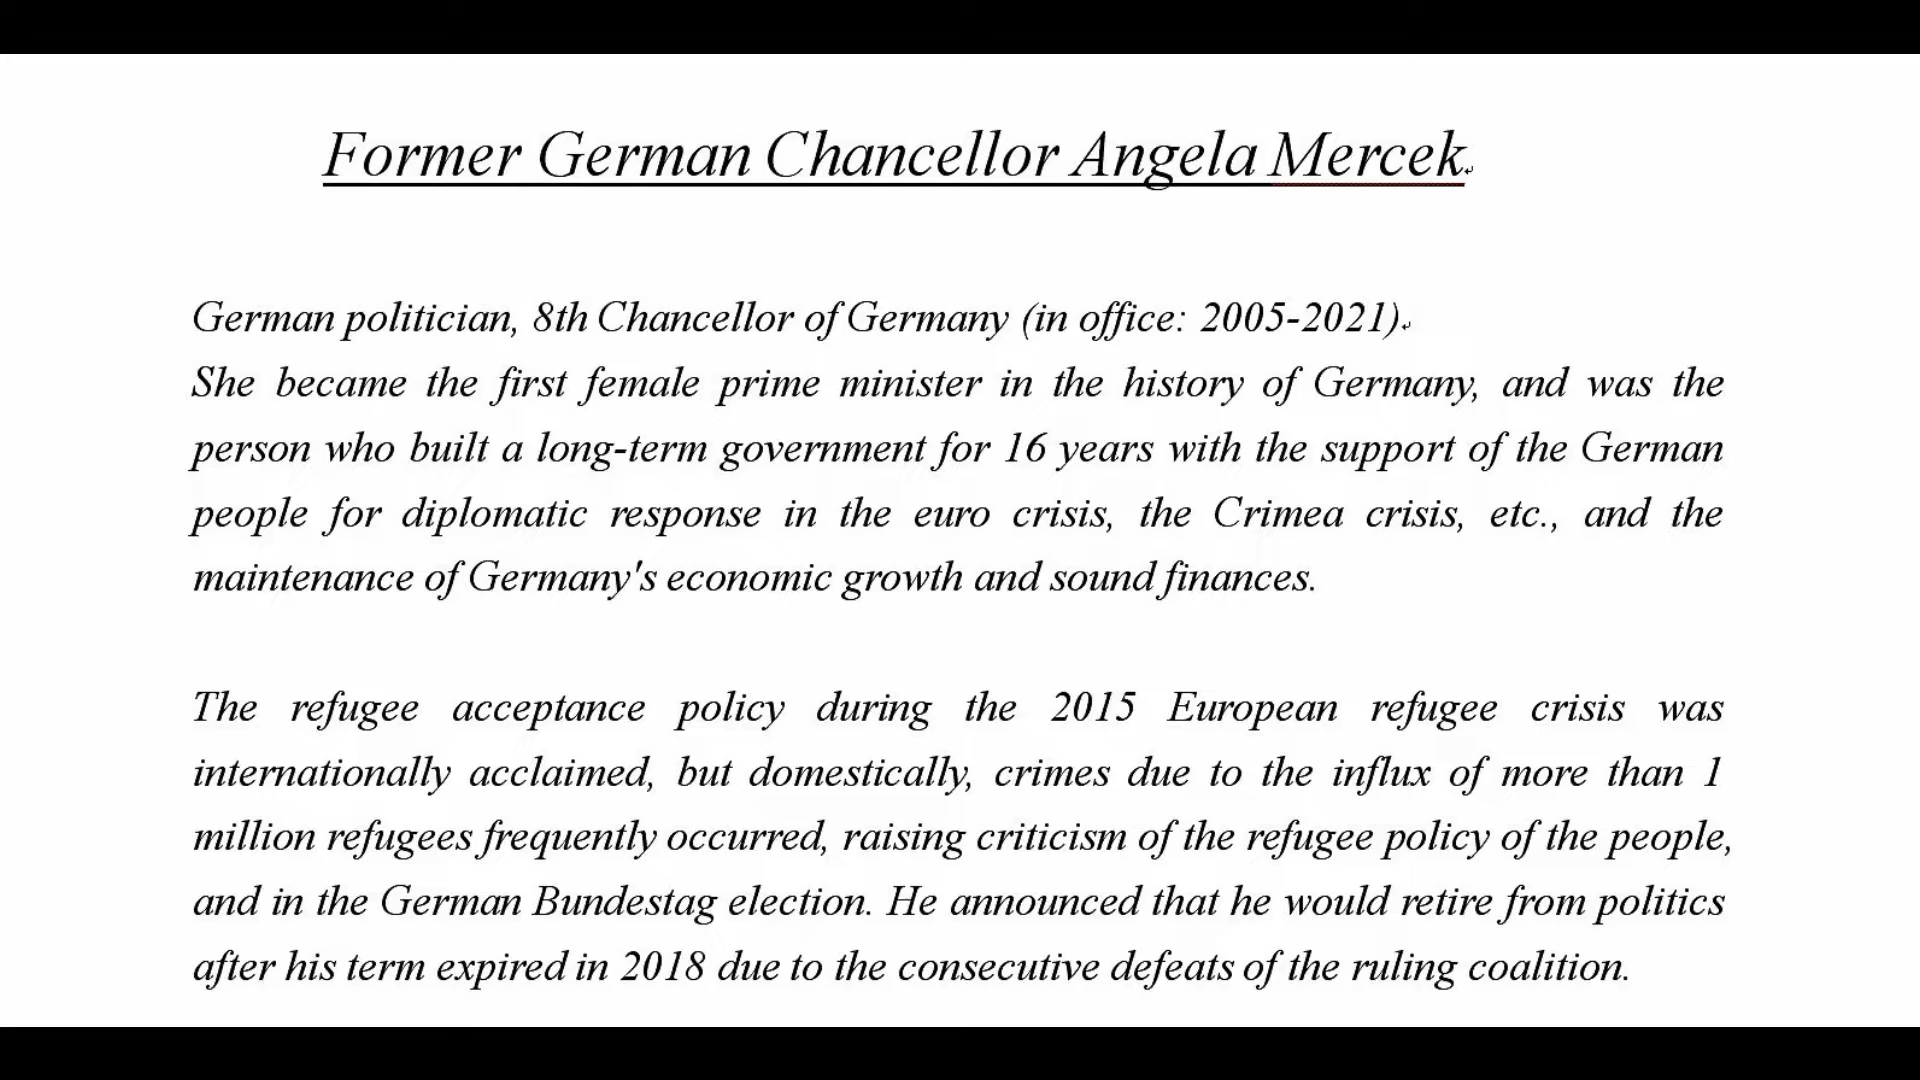 Former German Chancellor Angela Mercek
German politician, 8th Chancellor of Germany (in office: 2005-2021).
She became the first female prime minister in the history of Germany, and was the
person who built a long-term government for 16 years with the support of the German
people for diplomatic response in the euro crisis, the Crimea crisis, etc., and the
maintenance of Germany's economic growth and sound finances.
The refugee acceptance policy during the 2015 European refugee crisis was
internationally acclaimed, but domestically, crimes due to the influx of more than 1
million refugees frequently occurred, raising criticism of the refugee policy of the people,
and in the German Bundestag election. He announced that he would retire from politics
after his term expired in 2018 due to the consecutive defeats of the ruling coalition.